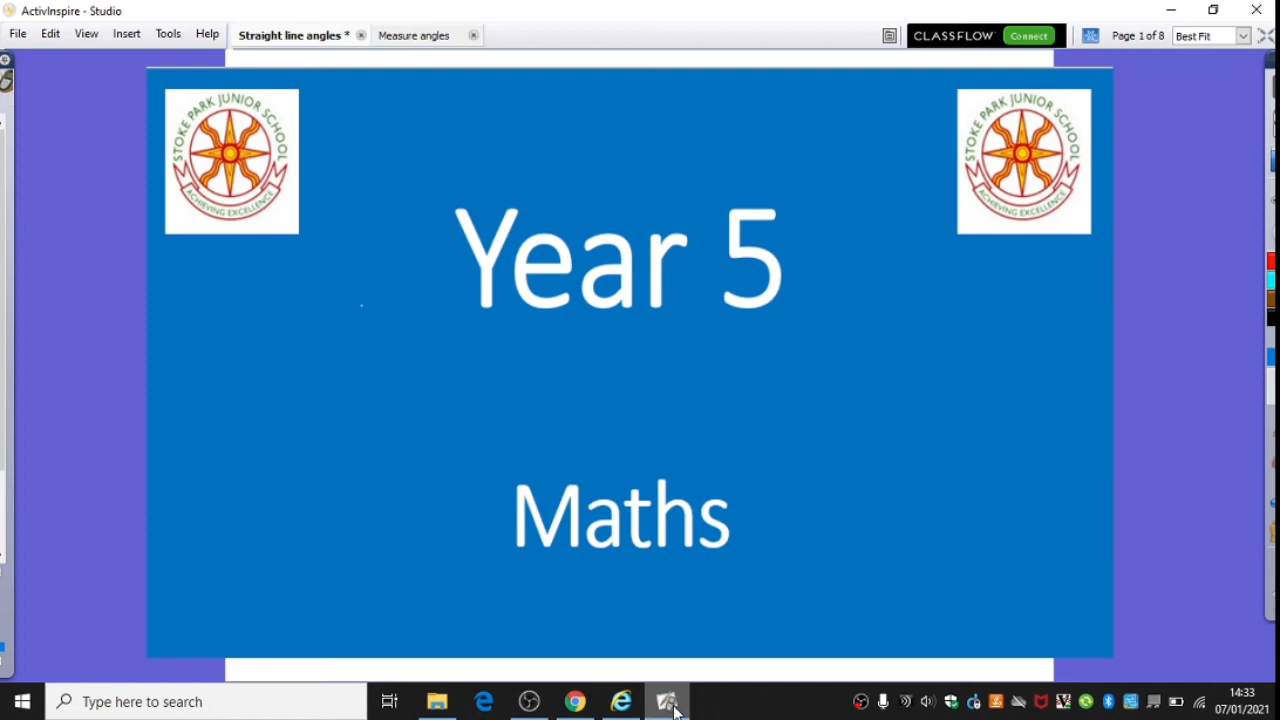 ActivInspire - Studio
File Edit View Insert Tools Help
Straight line angles *
Measure angles
CLASSFLOW
Connect
Page 1 of 8
Best Fit
STOKE PARK JUNIOR SCHOOL
ACHIEVING EXCELLENCE
STOKE PARK JUNIOR SCHOOL
ACHIEVING EXCELLENCE
Year 5
Maths
Type here to search
14:33
07/01/2021